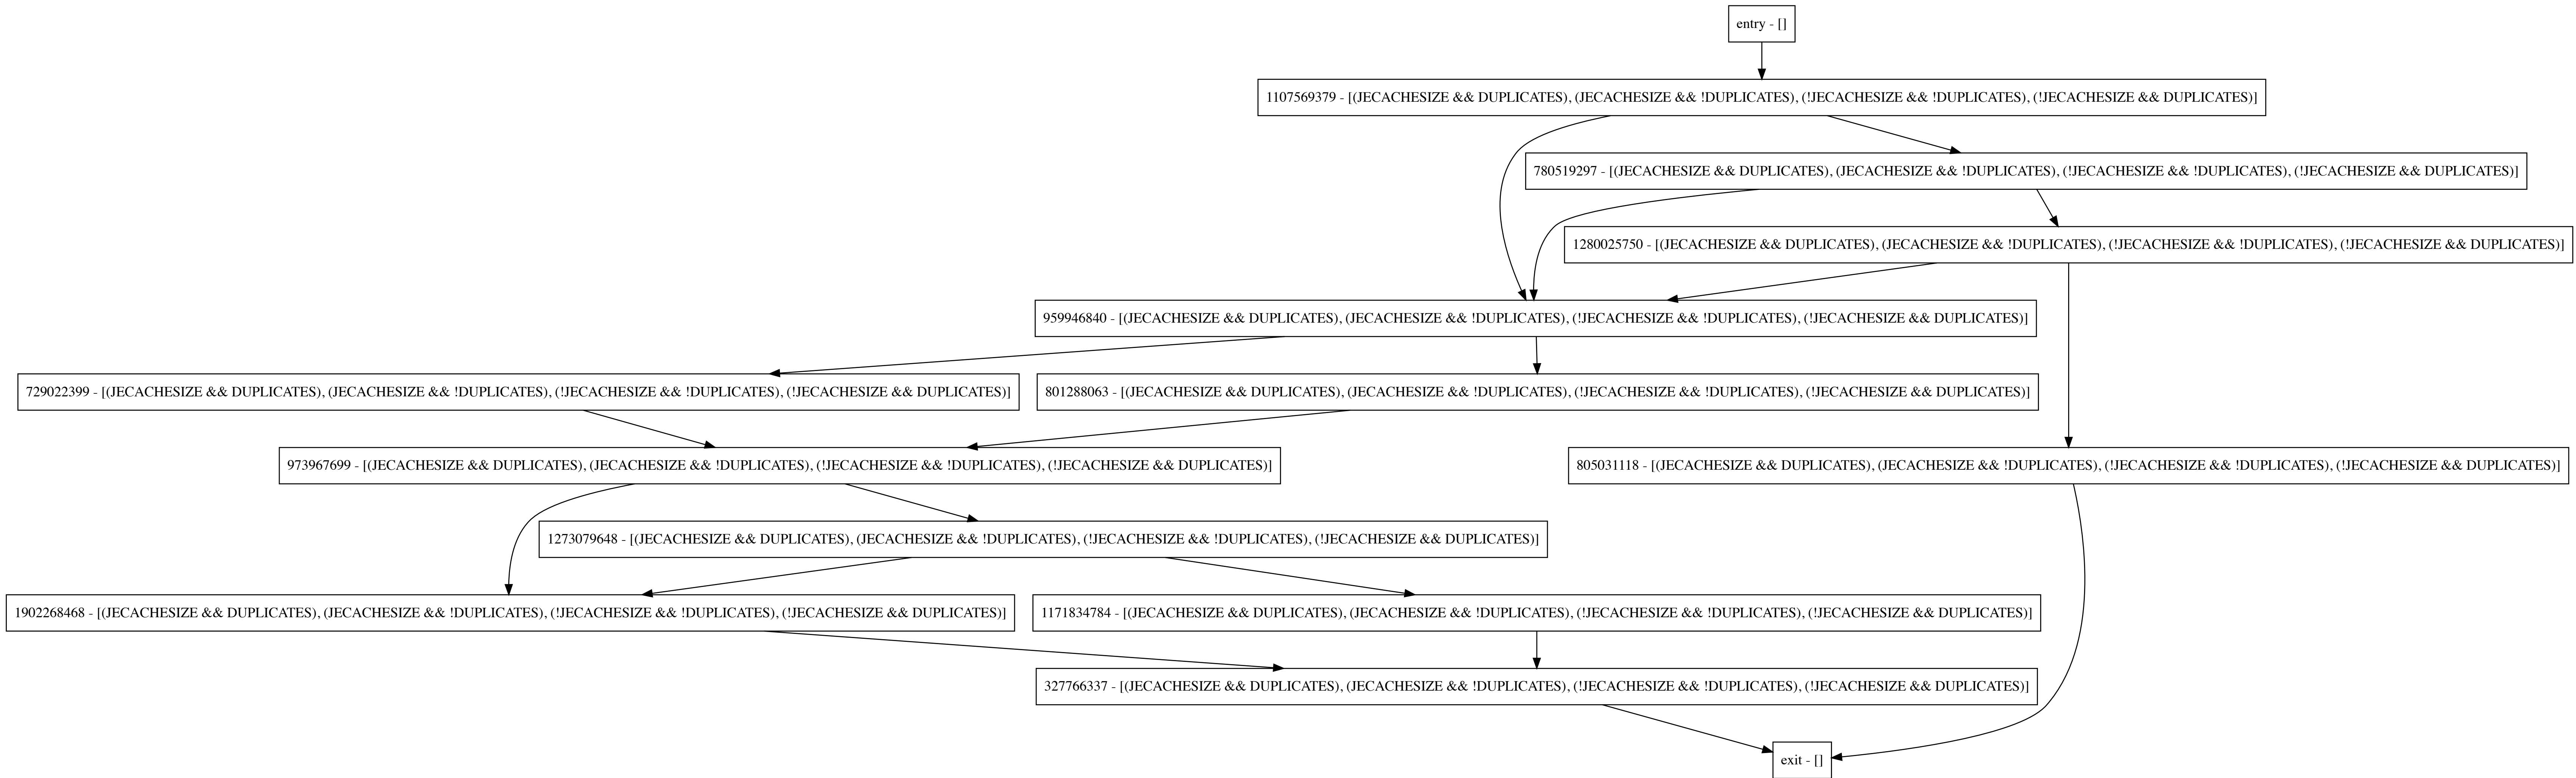 entry - []
1107569379 - [(JECACHESIZE && DUPLICATES), (JECACHESIZE && !DUPLICATES), (!JECACHESIZE && !DUPLICATES), (!JECACHESIZE && DUPLICATES)]
780519297 - [(JECACHESIZE && DUPLICATES), (JECACHESIZE && !DUPLICATES), (!JECACHESIZE && !DUPLICATES), (!JECACHESIZE && DUPLICATES)]
1280025750 - [(JECACHESIZE && DUPLICATES), (JECACHESIZE && !DUPLICATES), (!JECACHESIZE && !DUPLICATES), (!JECACHESIZE && DUPLICATES)]
959946840 - [(JECACHESIZE && DUPLICATES), (JECACHESIZE && !DUPLICATES), (!JECACHESIZE && !DUPLICATES), (!JECACHESIZE && DUPLICATES)]
729022399 - [(JECACHESIZE && DUPLICATES), (JECACHESIZE && !DUPLICATES), (!JECACHESIZE && !DUPLICATES), (!JECACHESIZE && DUPLICATES)]
801288063 - [(JECACHESIZE && DUPLICATES), (JECACHESIZE && !DUPLICATES), (!JECACHESIZE && !DUPLICATES), (!JECACHESIZE && DUPLICATES)]
973967699 - [(JECACHESIZE && DUPLICATES), (JECACHESIZE && !DUPLICATES), (!JECACHESIZE && !DUPLICATES), (!JECACHESIZE && DUPLICATES)]
805031118 - [(JECACHESIZE && DUPLICATES), (JECACHESIZE && !DUPLICATES), (!JECACHESIZE && !DUPLICATES), (!JECACHESIZE && DUPLICATES)]
1273079648 - [(JECACHESIZE && DUPLICATES), (JECACHESIZE && !DUPLICATES), (!JECACHESIZE && !DUPLICATES), (!JECACHESIZE && DUPLICATES)]
1902268468 - [(JECACHESIZE && DUPLICATES), (JECACHESIZE && !DUPLICATES), (!JECACHESIZE && !DUPLICATES), (!JECACHESIZE && DUPLICATES)]
1171834784 - [(JECACHESIZE && DUPLICATES), (JECACHESIZE && !DUPLICATES), (!JECACHESIZE && !DUPLICATES), (!JECACHESIZE && DUPLICATES)]
327766337 - [(JECACHESIZE && DUPLICATES), (JECACHESIZE && !DUPLICATES), (!JECACHESIZE && !DUPLICATES), (!JECACHESIZE && DUPLICATES)]
exit - []